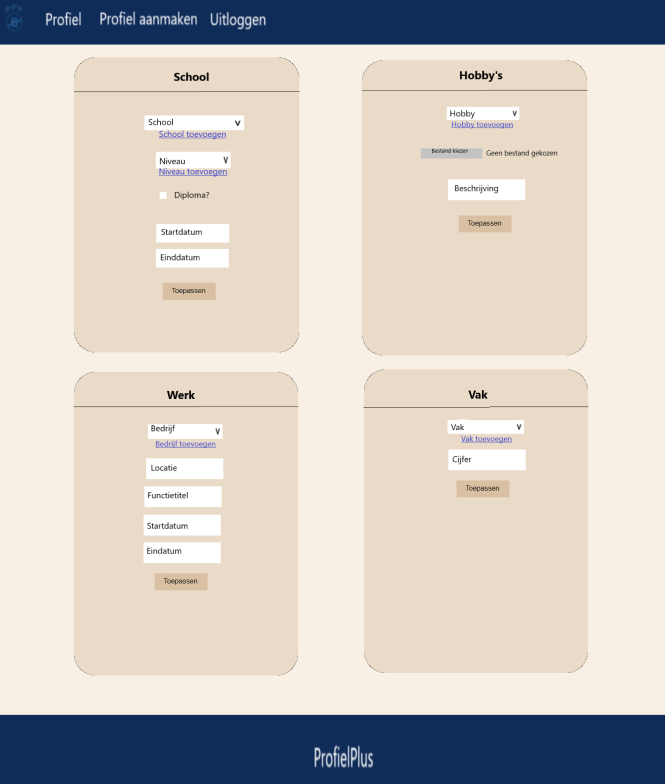 Profiel Profiel aanmaken Uitloggen
School
School v
School toevoegen
Niveau v
Niveau toevoegen
Diploma?
Startdatum
Einddatum
Toepassen
Hobby's
Hobby v
Hobby toevoegen
Bestand kiezen Geen bestand gekozen
Beschrijving
Toepassen
Werk
Bedrijf v
Bedrijf toevoegen
Locatie
Functietitel
Startdatum
Eindatum
Toepassen
Vak
Vak v
Vak toevoegen
Cijfer
Toepassen
ProfielPlus